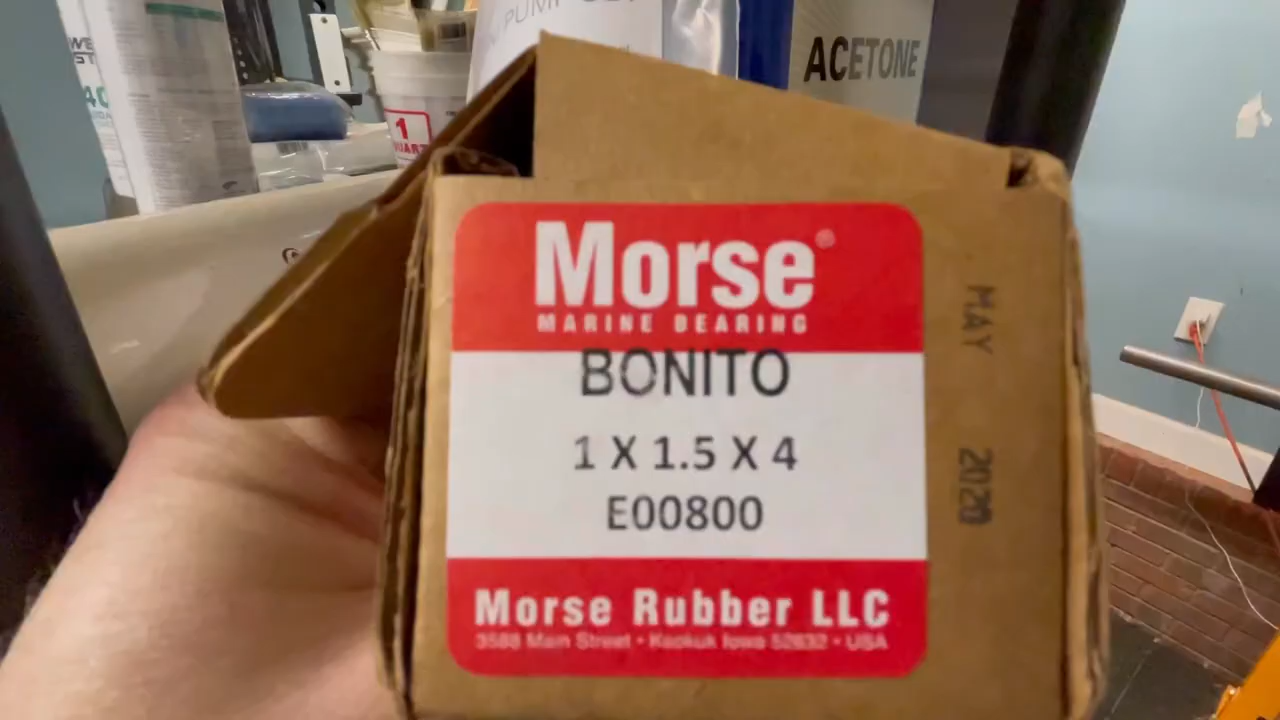 ACETONE
1
Morse®
MARINE BEARING
BONITO
1 X 1.5 X 4
E00800
MAY 2020
Morse Rubber LLC
3588 Main Street • Keokuk Iowa 52632 • USA